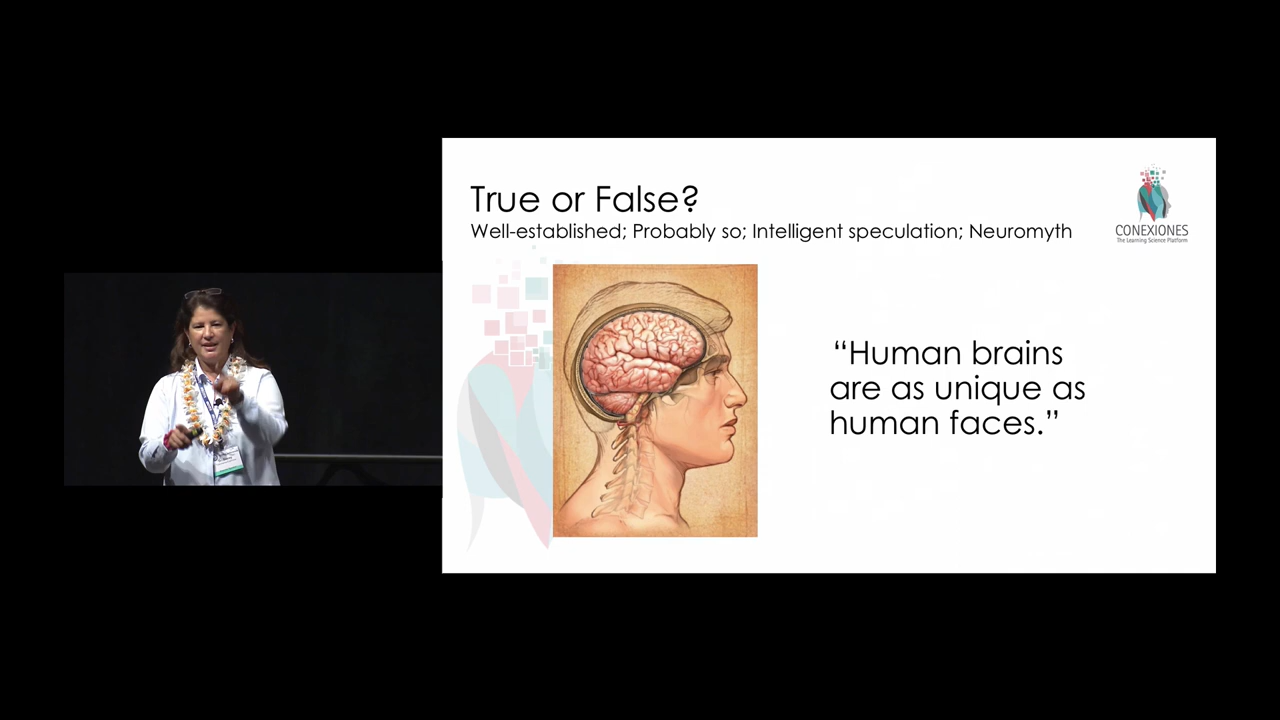 True or False?
Well-established; Probably so; Intelligent speculation; Neuromyth
CONEXIONES
The Learning Science Platform
“Human brains
are as unique as
human faces.”